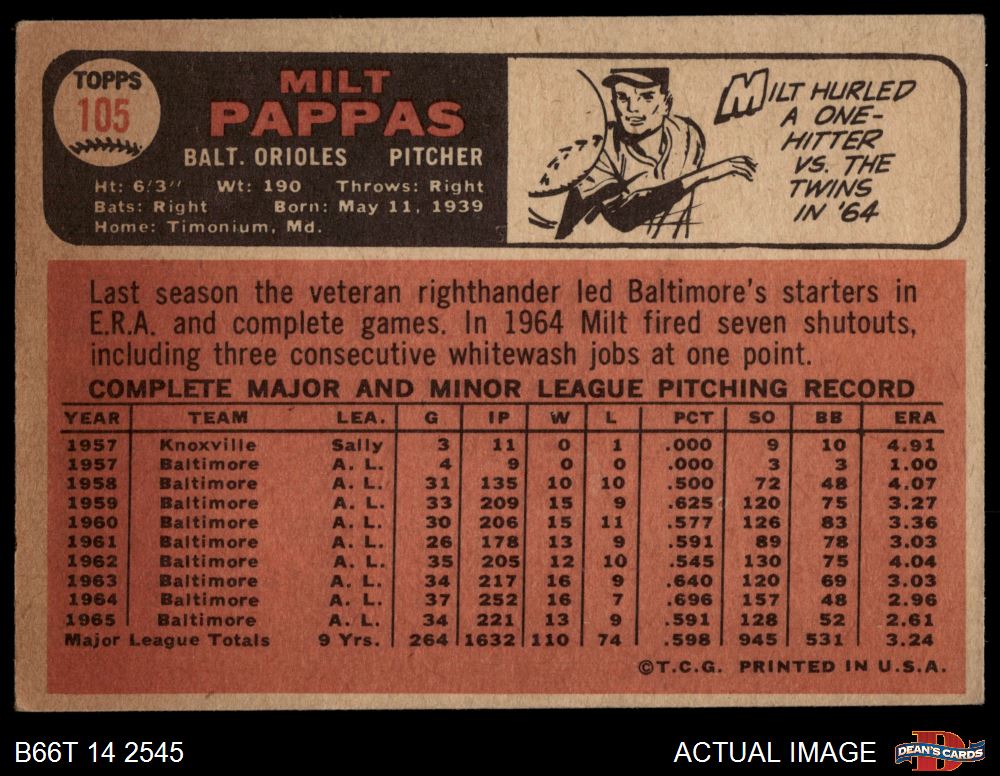 TOPPS
105
MILT
PAPPAS
BALT. ORIOLES PITCHER
Ht: 6'3" Wt: 190 Throws: Right
Bats: Right Born: May 11, 1939
Home: Timonium, Md.
MILT HURLED
A ONE-
HITTER
VS. THE
TWINS
IN '64
Last season the veteran righthander led Baltimore's starters in
E.R.A. and complete games. In 1964 Milt fired seven shutouts,
including three consecutive whitewash jobs at one point.
COMPLETE MAJOR AND MINOR LEAGUE PITCHING RECORD
YEAR TEAM LEA. G IP W L PCT SO BB ERA
1957 Knoxville Sally 3 11 0 1 .000 9 10 4.91
1957 Baltimore A. L. 4 9 0 0 .000 3 3 1.00
1958 Baltimore A. L. 31 135 10 10 .500 72 48 4.07
1959 Baltimore A. L. 33 209 15 9 .625 120 75 3.27
1960 Baltimore A. L. 30 206 15 11 .577 126 83 3.36
1961 Baltimore A. L. 26 178 13 9 .591 89 78 3.03
1962 Baltimore A. L. 35 205 12 10 .545 130 75 4.04
1963 Baltimore A. L. 34 217 16 9 .640 120 69 3.03
1964 Baltimore A. L. 37 252 16 7 .696 157 48 2.96
1965 Baltimore A. L. 34 221 13 9 .591 128 52 2.61
Major League Totals 9 Yrs. 264 1632 110 74 .598 945 531 3.24
©T.C.G. PRINTED IN U.S.A.
B66T 14 2545
ACTUAL IMAGE
DEAN'S CARDS